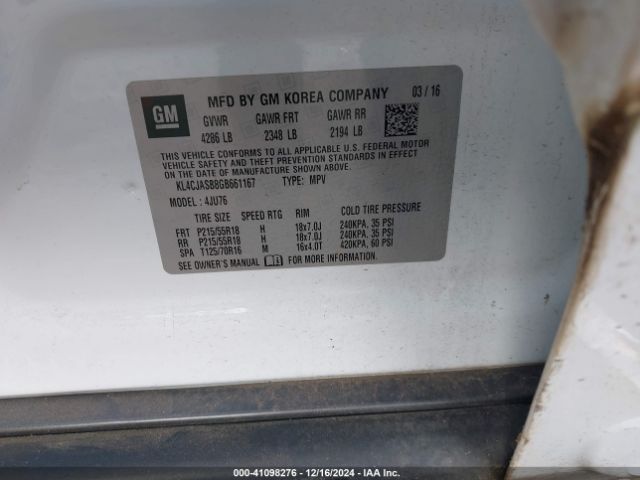 GM
MFD BY GM KOREA COMPANY 03/16
GVWR GAWR FRT GAWR RR
4286 LB 2348 LB 2194 LB
THIS VEHICLE CONFORMS TO ALL APPLICABLE U.S. FEDERAL MOTOR
VEHICLE SAFETY AND THEFT PREVENTION STANDARDS IN EFFECT ON
THE DATE OF MANUFACTURE SHOWN ABOVE.
KL4CJASB8GB661167 TYPE: MPV
MODEL: 4JU76
TIRE SIZE SPEED RTG RIM COLD TIRE PRESSURE
FRT P215/55R18 H 18x7.0J 240KPA, 35 PSI
RR P215/55R18 H 18x7.0J 240KPA, 35 PSI
SPA T125/70R16 M 16x4.0T 420KPA, 60 PSI
SEE OWNER'S MANUAL FOR MORE INFORMATION.
000-41098276 - 12/16/2024 - IAA Inc.